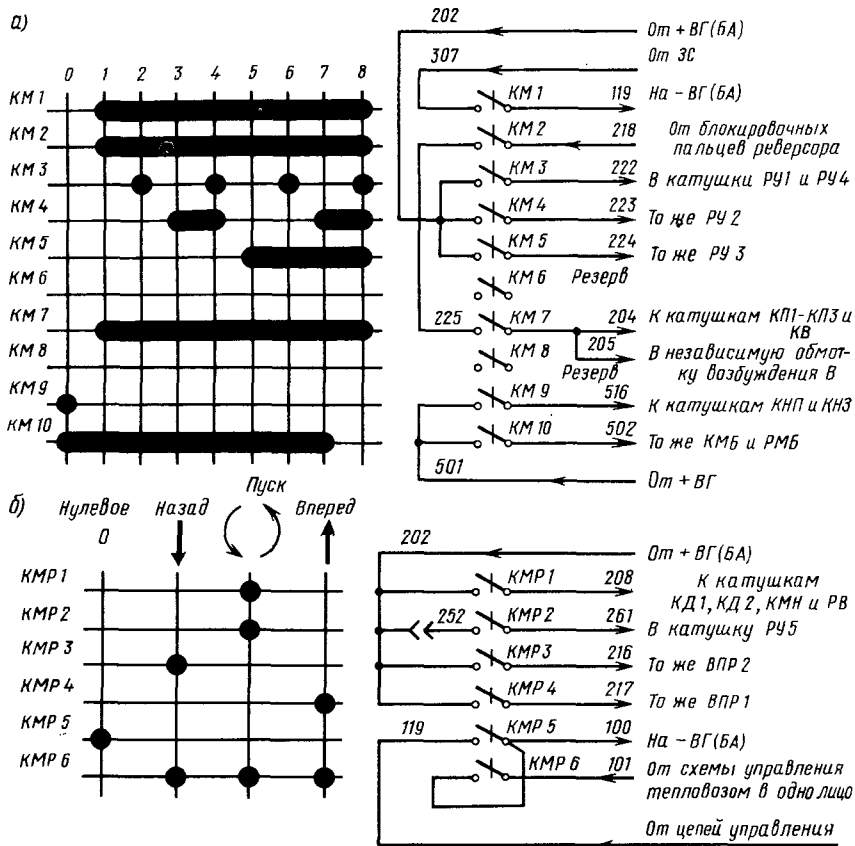 а)
0 1 2 3 4 5 6 7 8
КМ 1
КМ 2
КМ 3
КМ 4
КМ 5
КМ 6
КМ 7
КМ 8
КМ 9
КМ 10
202 От + ВГ(БА)
307 От ЗС
КМ 1 119 На - ВГ(БА)
КМ 2 218 От блокировочных
пальцев реверсора
КМ 3 222 В катушки РУ1 и РУ4
КМ 4 223 То же РУ 2
КМ 5 224 То же РУ 3
КМ 6 Резерв
225 КМ 7 204 К катушкам КП1-КП3 и
КВ
205 В независимую обмот-
КМ 8 Резерв ку возбуждения В
КМ 9 516 К катушкам КНП и КНЗ
КМ 10 502 То же КМБ и РМБ
501 От + ВГ
б)
Нулевое Назад Пуск Вперед
0
КМР 1
КМР 2
КМР 3
КМР 4
КМР 5
КМР 6
202 От + ВГ(БА)
КМР 1 208 К катушкам
КД1, КД2, КМН и РВ
252 КМР 2 261 В катушку РУ5
КМР 3 216 То же ВПР 2
КМР 4 217 То же ВПР 1
119 КМР 5 100 На - ВГ(БА)
КМР 6 101 От схемы управления
тепловозом в одно лицо
От цепей управления